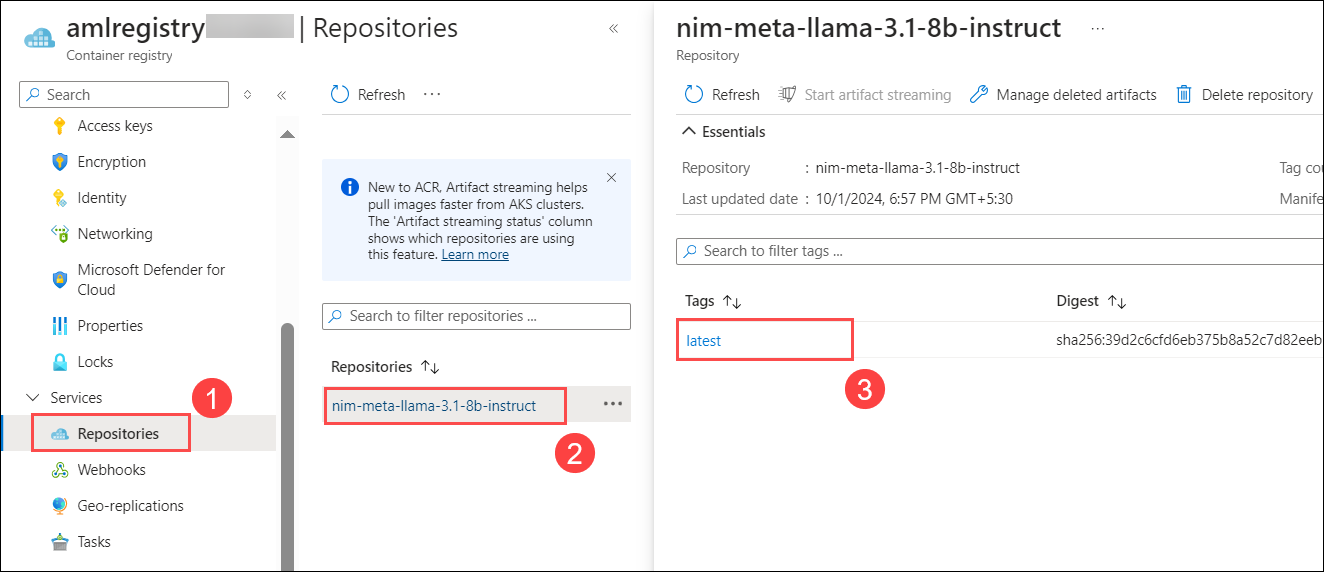 amlregistry | Repositories
Container registry
«
Search
«
Access keys
Encryption
Identity
Networking
Microsoft Defender for
Cloud
Properties
Locks
Services
1
Repositories
Webhooks
Geo-replications
Tasks
Refresh ...
New to ACR, Artifact streaming helps
pull images faster from AKS clusters.
The 'Artifact streaming status' column
shows which repositories are using
this feature. Learn more
Search to filter repositories ...
Repositories ↑↓
nim-meta-llama-3.1-8b-instruct ...
2
nim-meta-llama-3.1-8b-instruct ...
Repository
Refresh Start artifact streaming Manage deleted artifacts Delete repository
Essentials
Repository : nim-meta-llama-3.1-8b-instruct Tag cou
Last updated date : 10/1/2024, 6:57 PM GMT+5:30 Manife
Search to filter tags ...
Tags ↑↓ Digest ↑↓
latest sha256:39d2c6cfd6eb375b8a52c7d82eeb
3